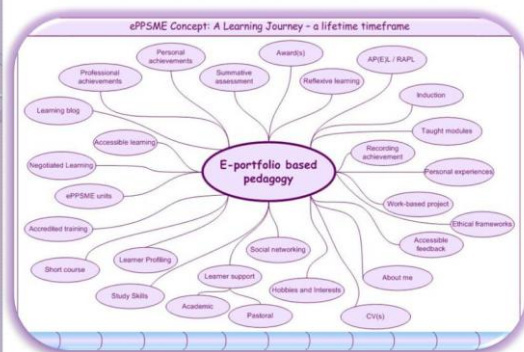 ePPSME Concept: A Learning Journey - a lifetime timeframe
Personal
achievements
Award(s)
AP(E)L / RAPL
Professional
achievements
Summative
assessment
Reflexive learning
Induction
Learning blog
Taught modules
Accessible learning
Recording
achievement
E-portfolio based
pedagogy
Negotiated Learning
Personal experiences
ePPSME units
Work-based project
Accredited training
Ethical frameworks
Social networking
Accessible
feedback
Short course
Learner Profiling
Learner support
About me
Study Skills
Hobbies and Interests
Academic
Pastoral
CV(s)